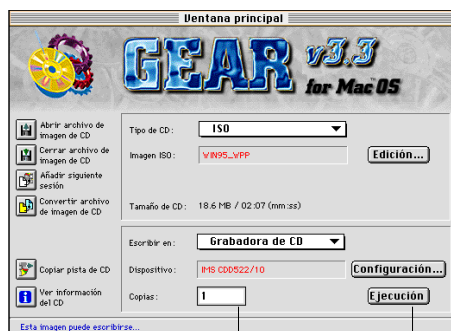 Ventana principal
GEAR v3.3
for Mac OS
Abrir archivo de
imagen de CD
Cerrar archivo de
imagen de CD
Añadir siguiente
sesión
Convertir archivo
de imagen de CD
Tipo de CD:
ISO
Imagen ISO:
WIN95_WPP
Edición...
Tamaño de CD:
18.6 MB / 02:07 (mm:ss)
Escribir en:
Grabadora de CD
Copiar pista de CD
Dispositivo:
IMS CDD522/10
Configuración...
Ver información
del CD
Copias:
1
Ejecución
Esta imagen puede escribirse...